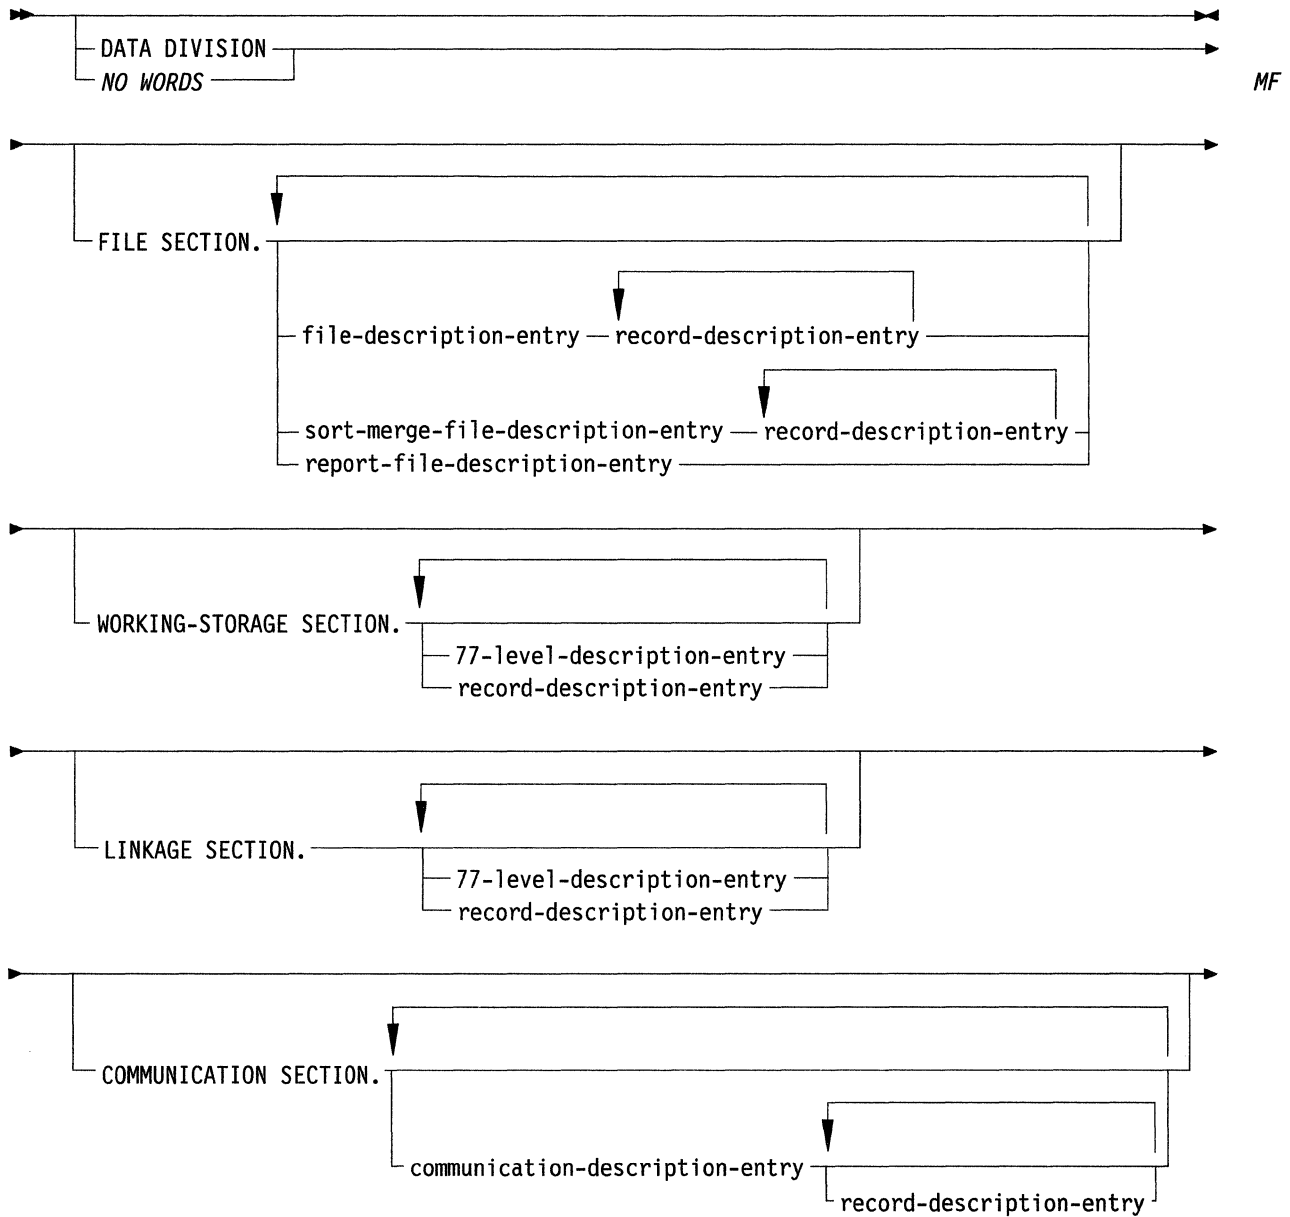 DATA DIVISION
NO WORDS
MF
FILE SECTION.
file-description-entry record-description-entry
sort-merge-file-description-entry record-description-entry
report-file-description-entry
WORKING-STORAGE SECTION.
77-level-description-entry
record-description-entry
LINKAGE SECTION.
77-level-description-entry
record-description-entry
COMMUNICATION SECTION.
communication-description-entry
record-description-entry